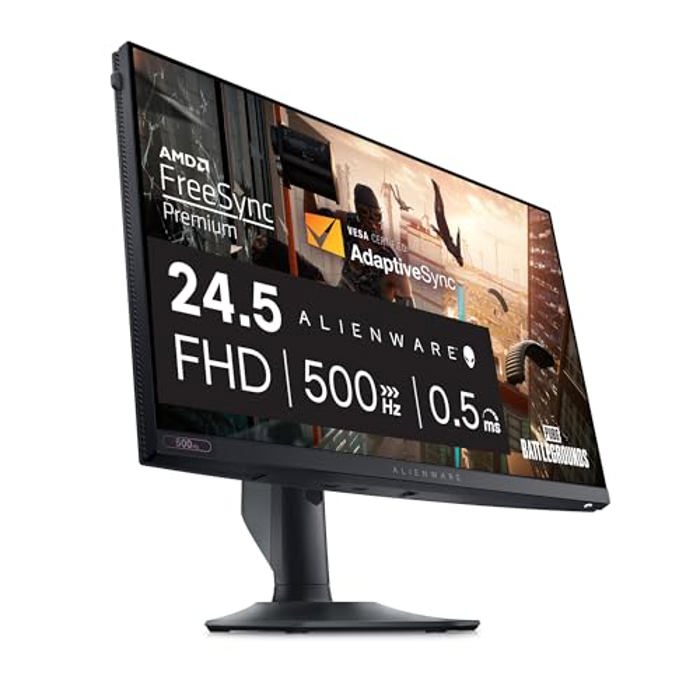 AMD
FreeSync
Premium
VESA CERTIFIED
AdaptiveSync
24.5 ALIENWARE
FHD | 500 Hz | 0.5 ms
PUBG
BATTLEGROUNDS
500Hz
ALIENWARE